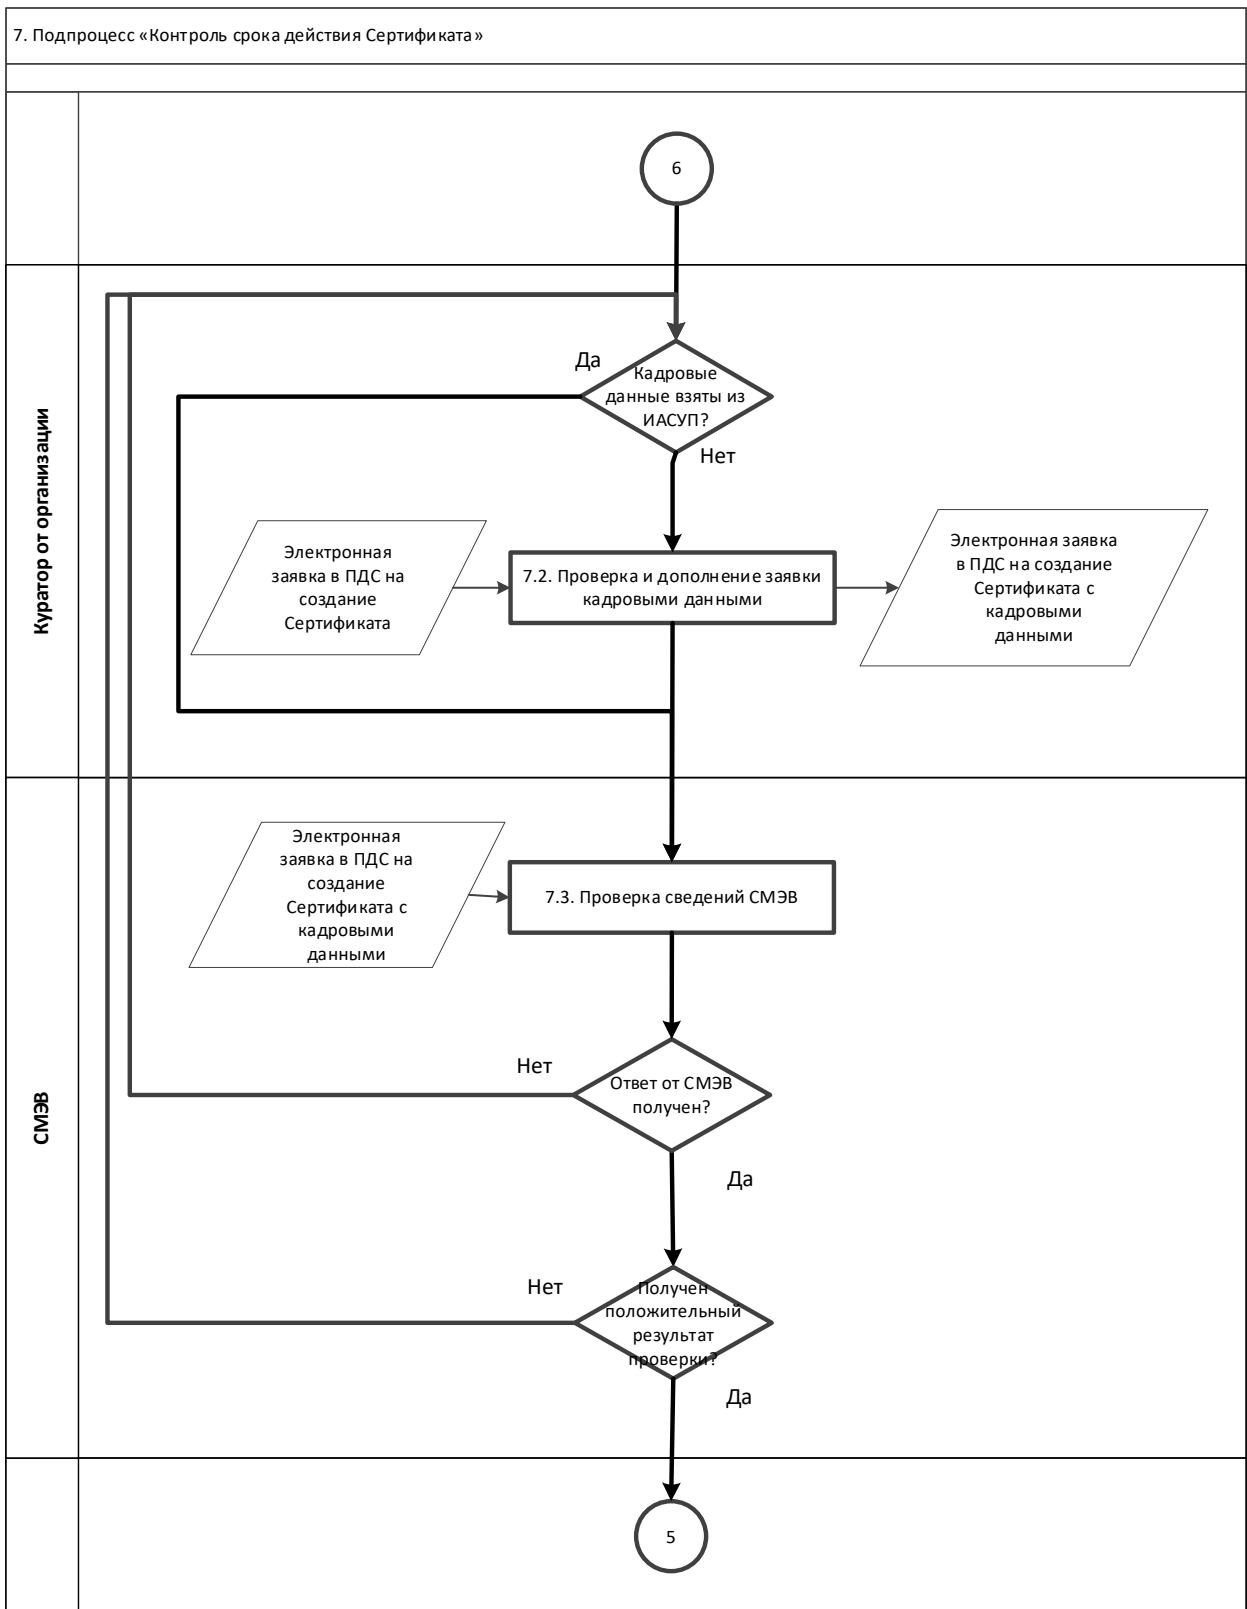 7. Подпроцесс «Контроль срока действия Сертификата»
6
Куратор от организации
Да
Кадровые
данные взяты из
ИАСУП?
Нет
Электронная
заявка в ПДС на
создание
Сертификата
7.2. Проверка и дополнение заявки
кадровыми данными
Электронная заявка
в ПДС на создание
Сертификата с
кадровыми
данными
СМЭВ
Электронная
заявка в ПДС на
создание
Сертификата с
кадровыми
данными
7.3. Проверка сведений СМЭВ
Нет
Ответ от СМЭВ
получен?
Да
Нет
Получен
положительный
результат
проверки?
Да
5